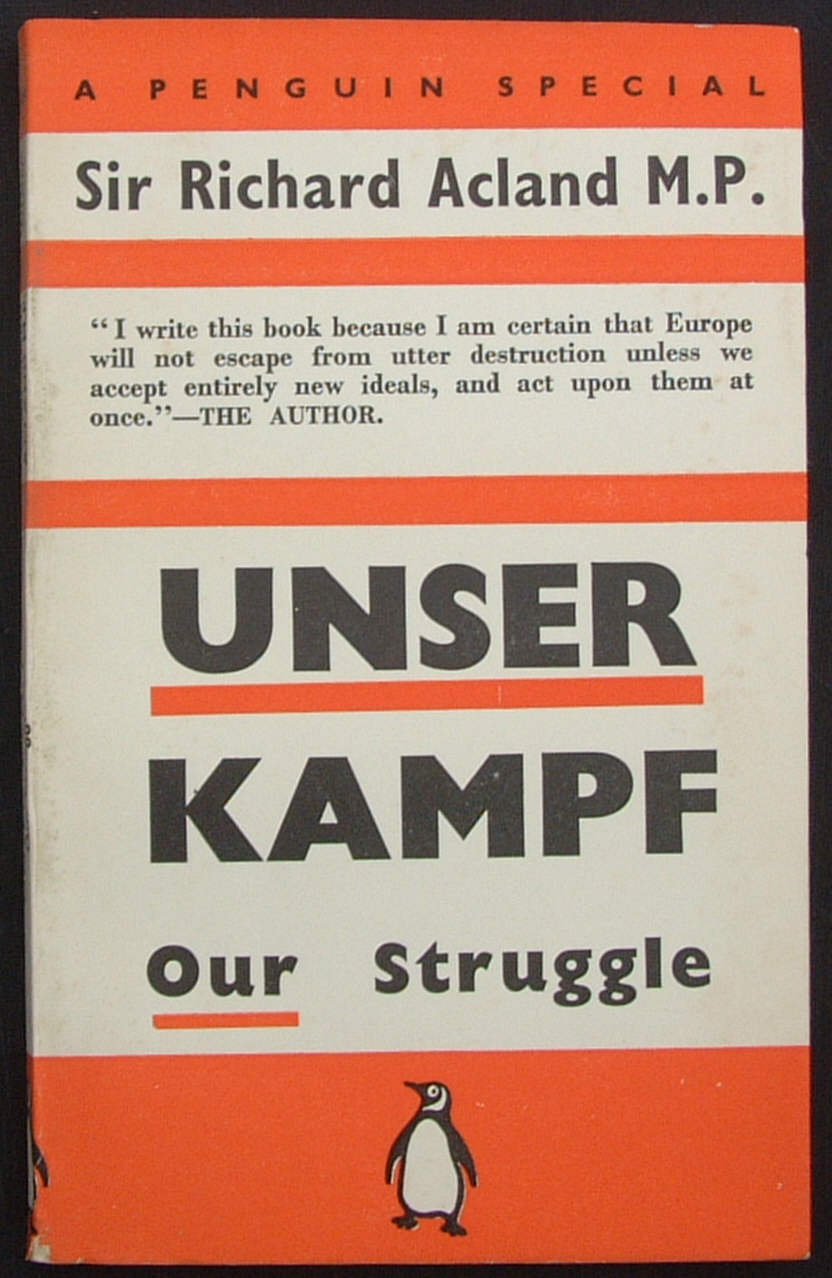 A PENGUIN SPECIAL
Sir Richard Acland M.P.
“I write this book because I am certain that Europe
will not escape from utter destruction unless we
accept entirely new ideals, and act upon them at
once.”—THE AUTHOR.
UNSER
KAMPF
Our Struggle